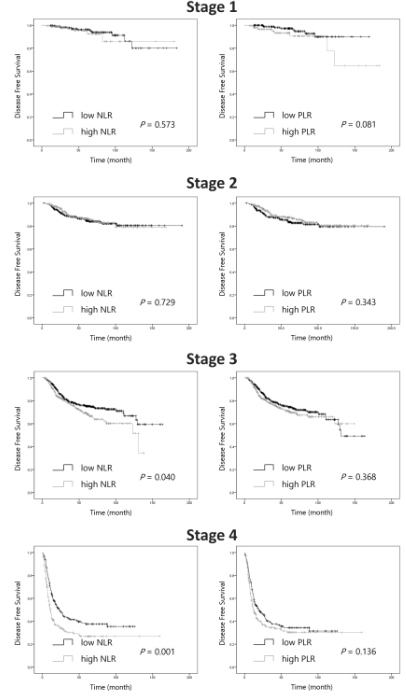 Stage 1
Disease Free Survival
low NLR
high NLR
P = 0.573
Time (month)
Disease Free Survival
low PLR
high PLR
P = 0.081
Time (month)
Stage 2
Disease Free Survival
low NLR
high NLR
P = 0.729
Time (month)
Disease Free Survival
low PLR
high PLR
P = 0.343
Time (month)
Stage 3
Disease Free Survival
low NLR
high NLR
P = 0.040
Time (month)
Disease Free Survival
low PLR
high PLR
P = 0.368
Time (month)
Stage 4
Disease Free Survival
low NLR
high NLR
P = 0.001
Time (month)
Disease Free Survival
low PLR
high PLR
P = 0.136
Time (month)